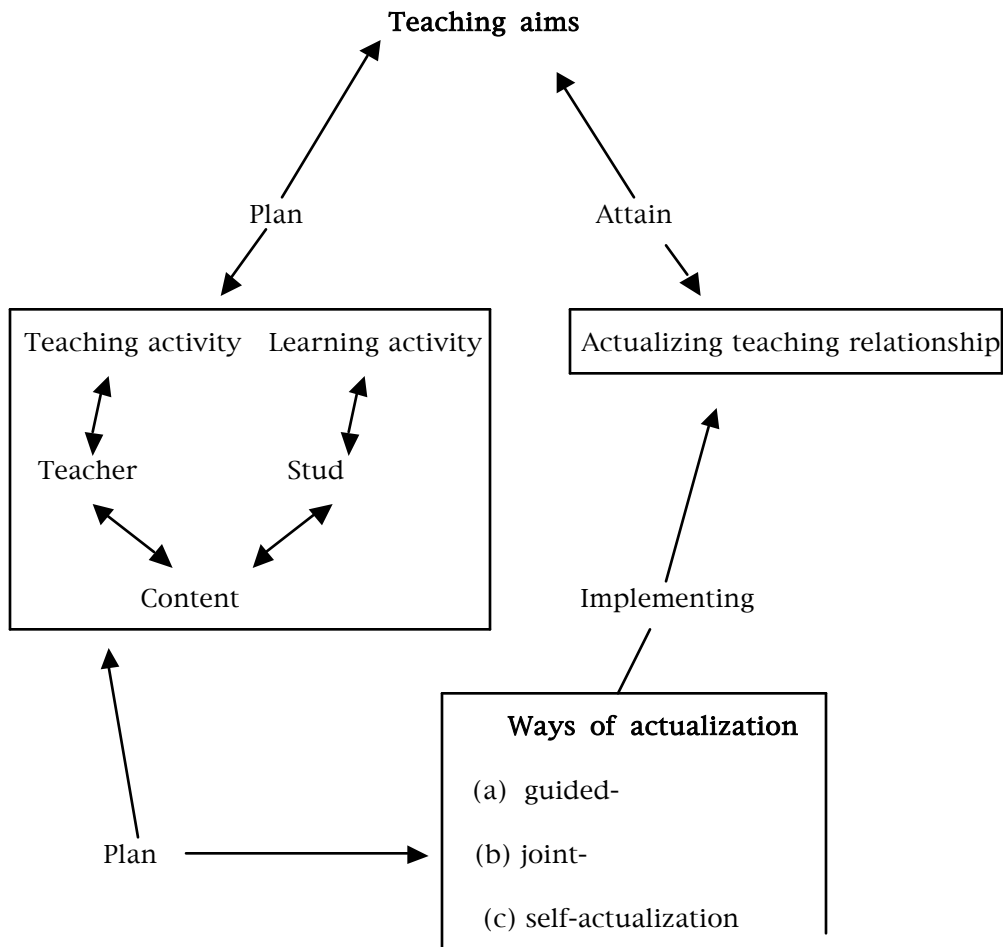 Teaching aims
Plan Attain
Teaching activity Learning activity Actualizing teaching relationship
Teacher Stud
Content Implementing
Ways of actualization
(a) guided-
Plan (b) joint-
(c) self-actualization